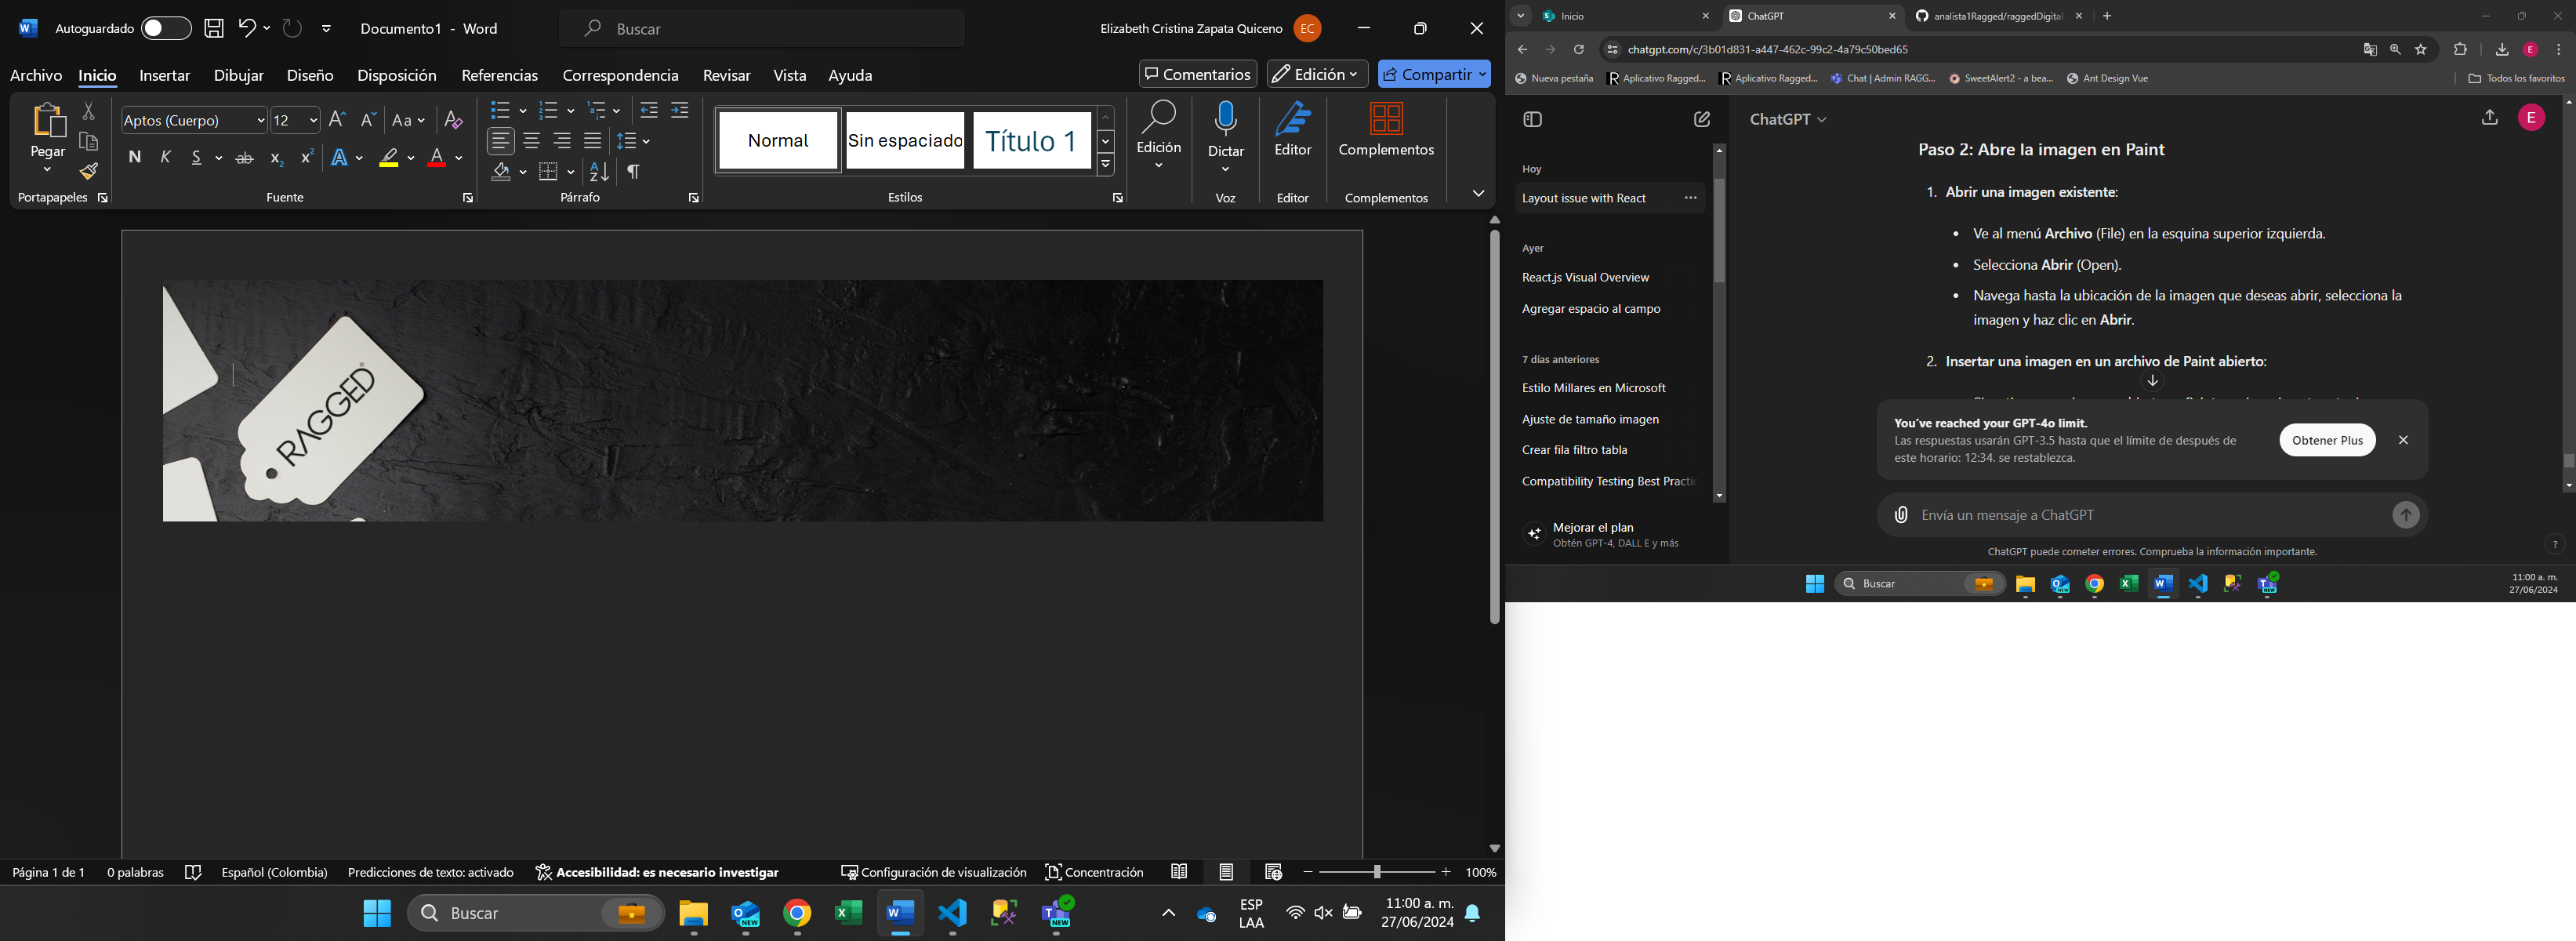 Autoguardado
Documento1 - Word
Buscar
Elizabeth Cristina Zapata Quiceno
EC
Archivo
Inicio
Insertar
Dibujar
Diseño
Disposición
Referencias
Correspondencia
Revisar
Vista
Ayuda
Comentarios
Edición
Compartir
Pegar
Portapapeles
Aptos (Cuerpo)
12
Aa
N K S ab x₂ x² A A
Fuente
Párrafo
Normal
Sin espaciado
Título 1
Estilos
Edición
Dictar
Voz
Editor
Editor
Complementos
Complementos
RAGGED®
Página 1 de 1
0 palabras
Español (Colombia)
Predicciones de texto: activado
Accesibilidad: es necesario investigar
Configuración de visualización
Concentración
100%
Buscar
NEW
NEW
ESP
LAA
11:00 a. m.
27/06/2024
Inicio
ChatGPT
analista1Ragged/raggedDigital
chatgpt.com/c/3b01d831-a447-462c-99c2-4a79c50bed65
E
Nueva pestaña
Aplicativo Ragged...
Aplicativo Ragged...
Chat | Admin RAGG...
SweetAlert2 - a bea...
Ant Design Vue
Todos los favoritos
ChatGPT
E
Hoy
Layout issue with React
Ayer
React.js Visual Overview
Agregar espacio al campo
7 días anteriores
Estilo Millares en Microsoft
Ajuste de tamaño imagen
Crear fila filtro tabla
Compatibility Testing Best Practic
Mejorar el plan
Obtén GPT-4, DALL E y más
Paso 2: Abre la imagen en Paint
1. Abrir una imagen existente:
• Ve al menú Archivo (File) en la esquina superior izquierda.
• Selecciona Abrir (Open).
• Navega hasta la ubicación de la imagen que deseas abrir, selecciona la
imagen y haz clic en Abrir.
2. Insertar una imagen en un archivo de Paint abierto:
You've reached your GPT-4o limit.
Las respuestas usarán GPT-3.5 hasta que el límite de después de
este horario: 12:34. se restablezca.
Obtener Plus
Envía un mensaje a ChatGPT
ChatGPT puede cometer errores. Comprueba la información importante.
?
Buscar
NEW
NEW
11:00 a. m.
27/06/2024